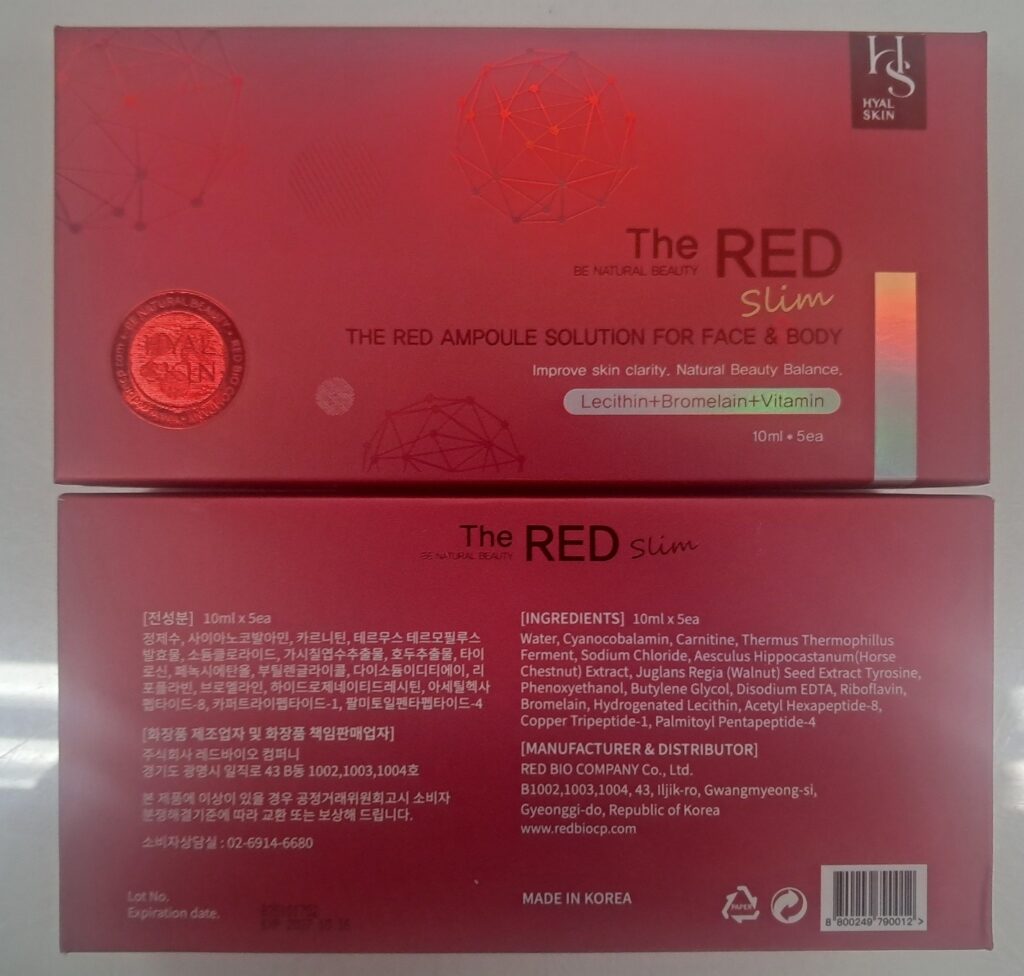 HS
HYAL
SKIN
The RED
BE NATURAL BEAUTY
Slim
THE RED AMPOULE SOLUTION FOR FACE & BODY
Improve skin clarity, Natural Beauty Balance,
Lecithin+Bromelain+Vitamin
10ml • 5ea
BE NATURAL BEAUTY • RED BIO COMPANY
HYAL
SKIN
The RED Slim
BE NATURAL BEAUTY
[전성분] 10ml x 5ea
정제수, 사이아노코발아민, 카르니틴, 테르무스 테르모필루스
발효물, 소듐클로라이드, 가시칠엽수추출물, 호두추출물, 타이
로신, 페녹시에탄올, 부틸렌글라이콜, 다이소듐이디티에이, 리
포플라빈, 브로멜라인, 하이드로제네이티드레시틴, 아세틸헥사
펩타이드-8, 카퍼트라이펩타이드-1, 팔미토일펜타펩타이드-4
[화장품 제조업자 및 화장품 책임판매업자]
주식회사 레드바이오 컴퍼니
경기도 광명시 일직로 43 B동 1002,1003,1004호
본 제품에 이상이 있을 경우 공정거래위원회고시 소비자
분쟁해결기준에 따라 교환 또는 보상해 드립니다.
소비자상담실 : 02-6914-6680
Lot No.
Expiration date.
[INGREDIENTS] 10ml x 5ea
Water, Cyanocobalamin, Carnitine, Thermus Thermophillus
Ferment, Sodium Chloride, Aesculus Hippocastanum(Horse
Chestnut) Extract, Juglans Regia (Walnut) Seed Extract Tyrosine,
Phenoxyethanol, Butylene Glycol, Disodium EDTA, Riboflavin,
Bromelain, Hydrogenated Lecithin, Acetyl Hexapeptide-8,
Copper Tripeptide-1, Palmitoyl Pentapeptide-4
[MANUFACTURER & DISTRIBUTOR]
RED BIO COMPANY Co., Ltd.
B1002,1003,1004, 43, Iljik-ro, Gwangmyeong-si,
Gyeonggi-do, Republic of Korea
www.redbiocp.com
MADE IN KOREA
PAPER
8 800249 790012 >